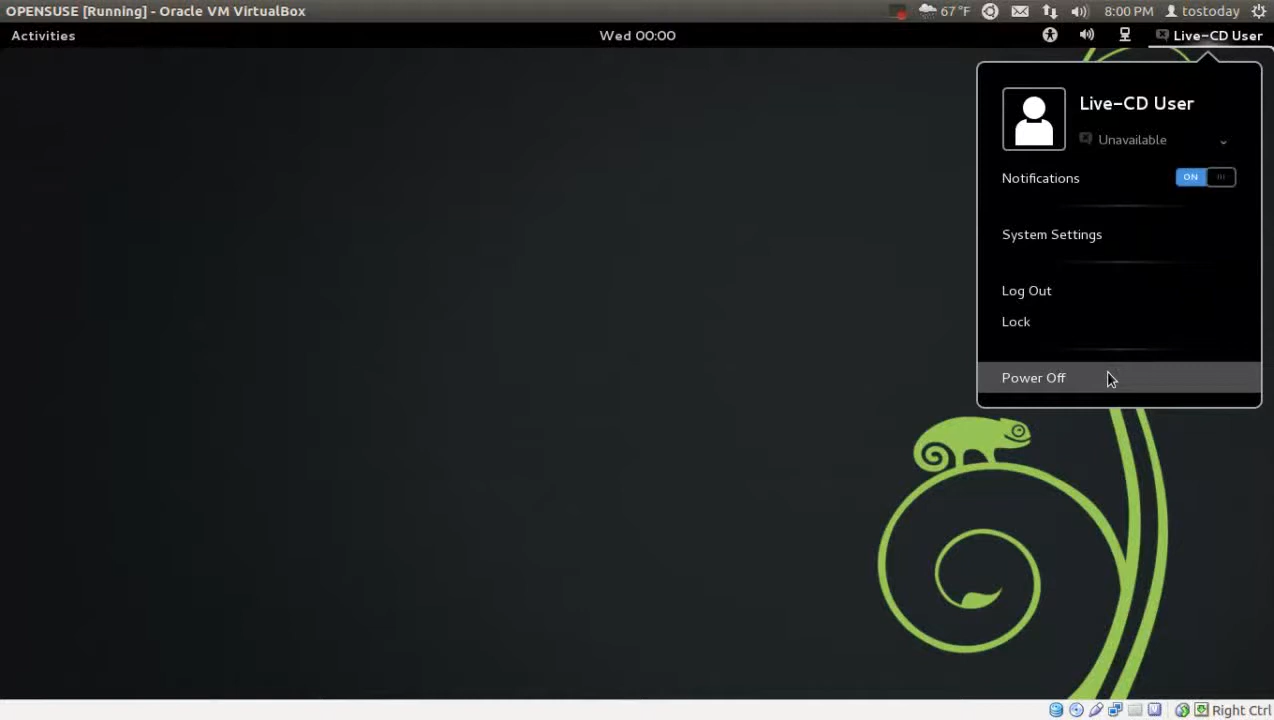 OPENSUSE [Running] - Oracle VM VirtualBox
67 °F
8:00 PM
tostoday
Activities
Wed 00:00
Live-CD User
Live-CD User
Unavailable
Notifications
ON
System Settings
Log Out
Lock
Power Off
Right Ctrl